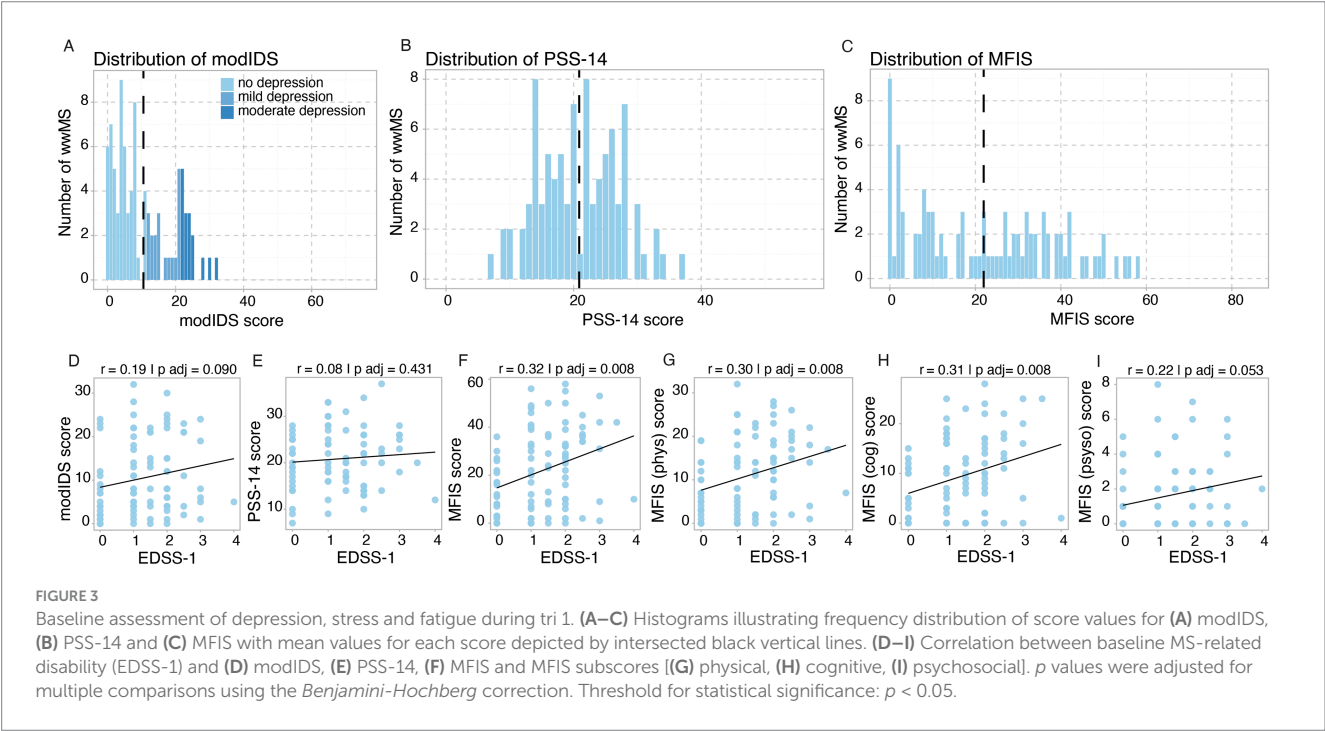 A
Distribution of modIDS
8
6
4
2
0
Number of wwMS
no depression
mild depression
moderate depression
0 20 40 60
modIDS score
B
Distribution of PSS-14
8
6
4
2
0
Number of wwMS
0 20 40
PSS-14 score
C
Distribution of MFIS
8
6
4
2
0
Number of wwMS
0 20 40 60 80
MFIS score
D
r = 0.19 I p adj = 0.090
30
20
10
0
modIDS score
0 1 2 3 4
EDSS-1
E
r = 0.08 I p adj = 0.431
30
20
10
PSS-14 score
0 1 2 3 4
EDSS-1
F
r = 0.32 I p adj = 0.008
60
40
20
0
MFIS score
0 1 2 3 4
EDSS-1
G
r = 0.30 I p adj = 0.008
30
20
10
0
MFIS (phys) score
0 1 2 3 4
EDSS-1
H
r = 0.31 I p adj= 0.008
20
10
0
MFIS (cog) score
0 1 2 3 4
EDSS-1
I
r = 0.22 I p adj = 0.053
8
6
4
2
0
MFIS (psyso) score
0 1 2 3 4
EDSS-1
FIGURE 3
Baseline assessment of depression, stress and fatigue during tri 1. (A–C) Histograms illustrating frequency distribution of score values for (A) modIDS,
(B) PSS-14 and (C) MFIS with mean values for each score depicted by intersected black vertical lines. (D–I) Correlation between baseline MS-related
disability (EDSS-1) and (D) modIDS, (E) PSS-14, (F) MFIS and MFIS subscores [(G) physical, (H) cognitive, (I) psychosocial]. p values were adjusted for
multiple comparisons using the Benjamini-Hochberg correction. Threshold for statistical significance: p < 0.05.